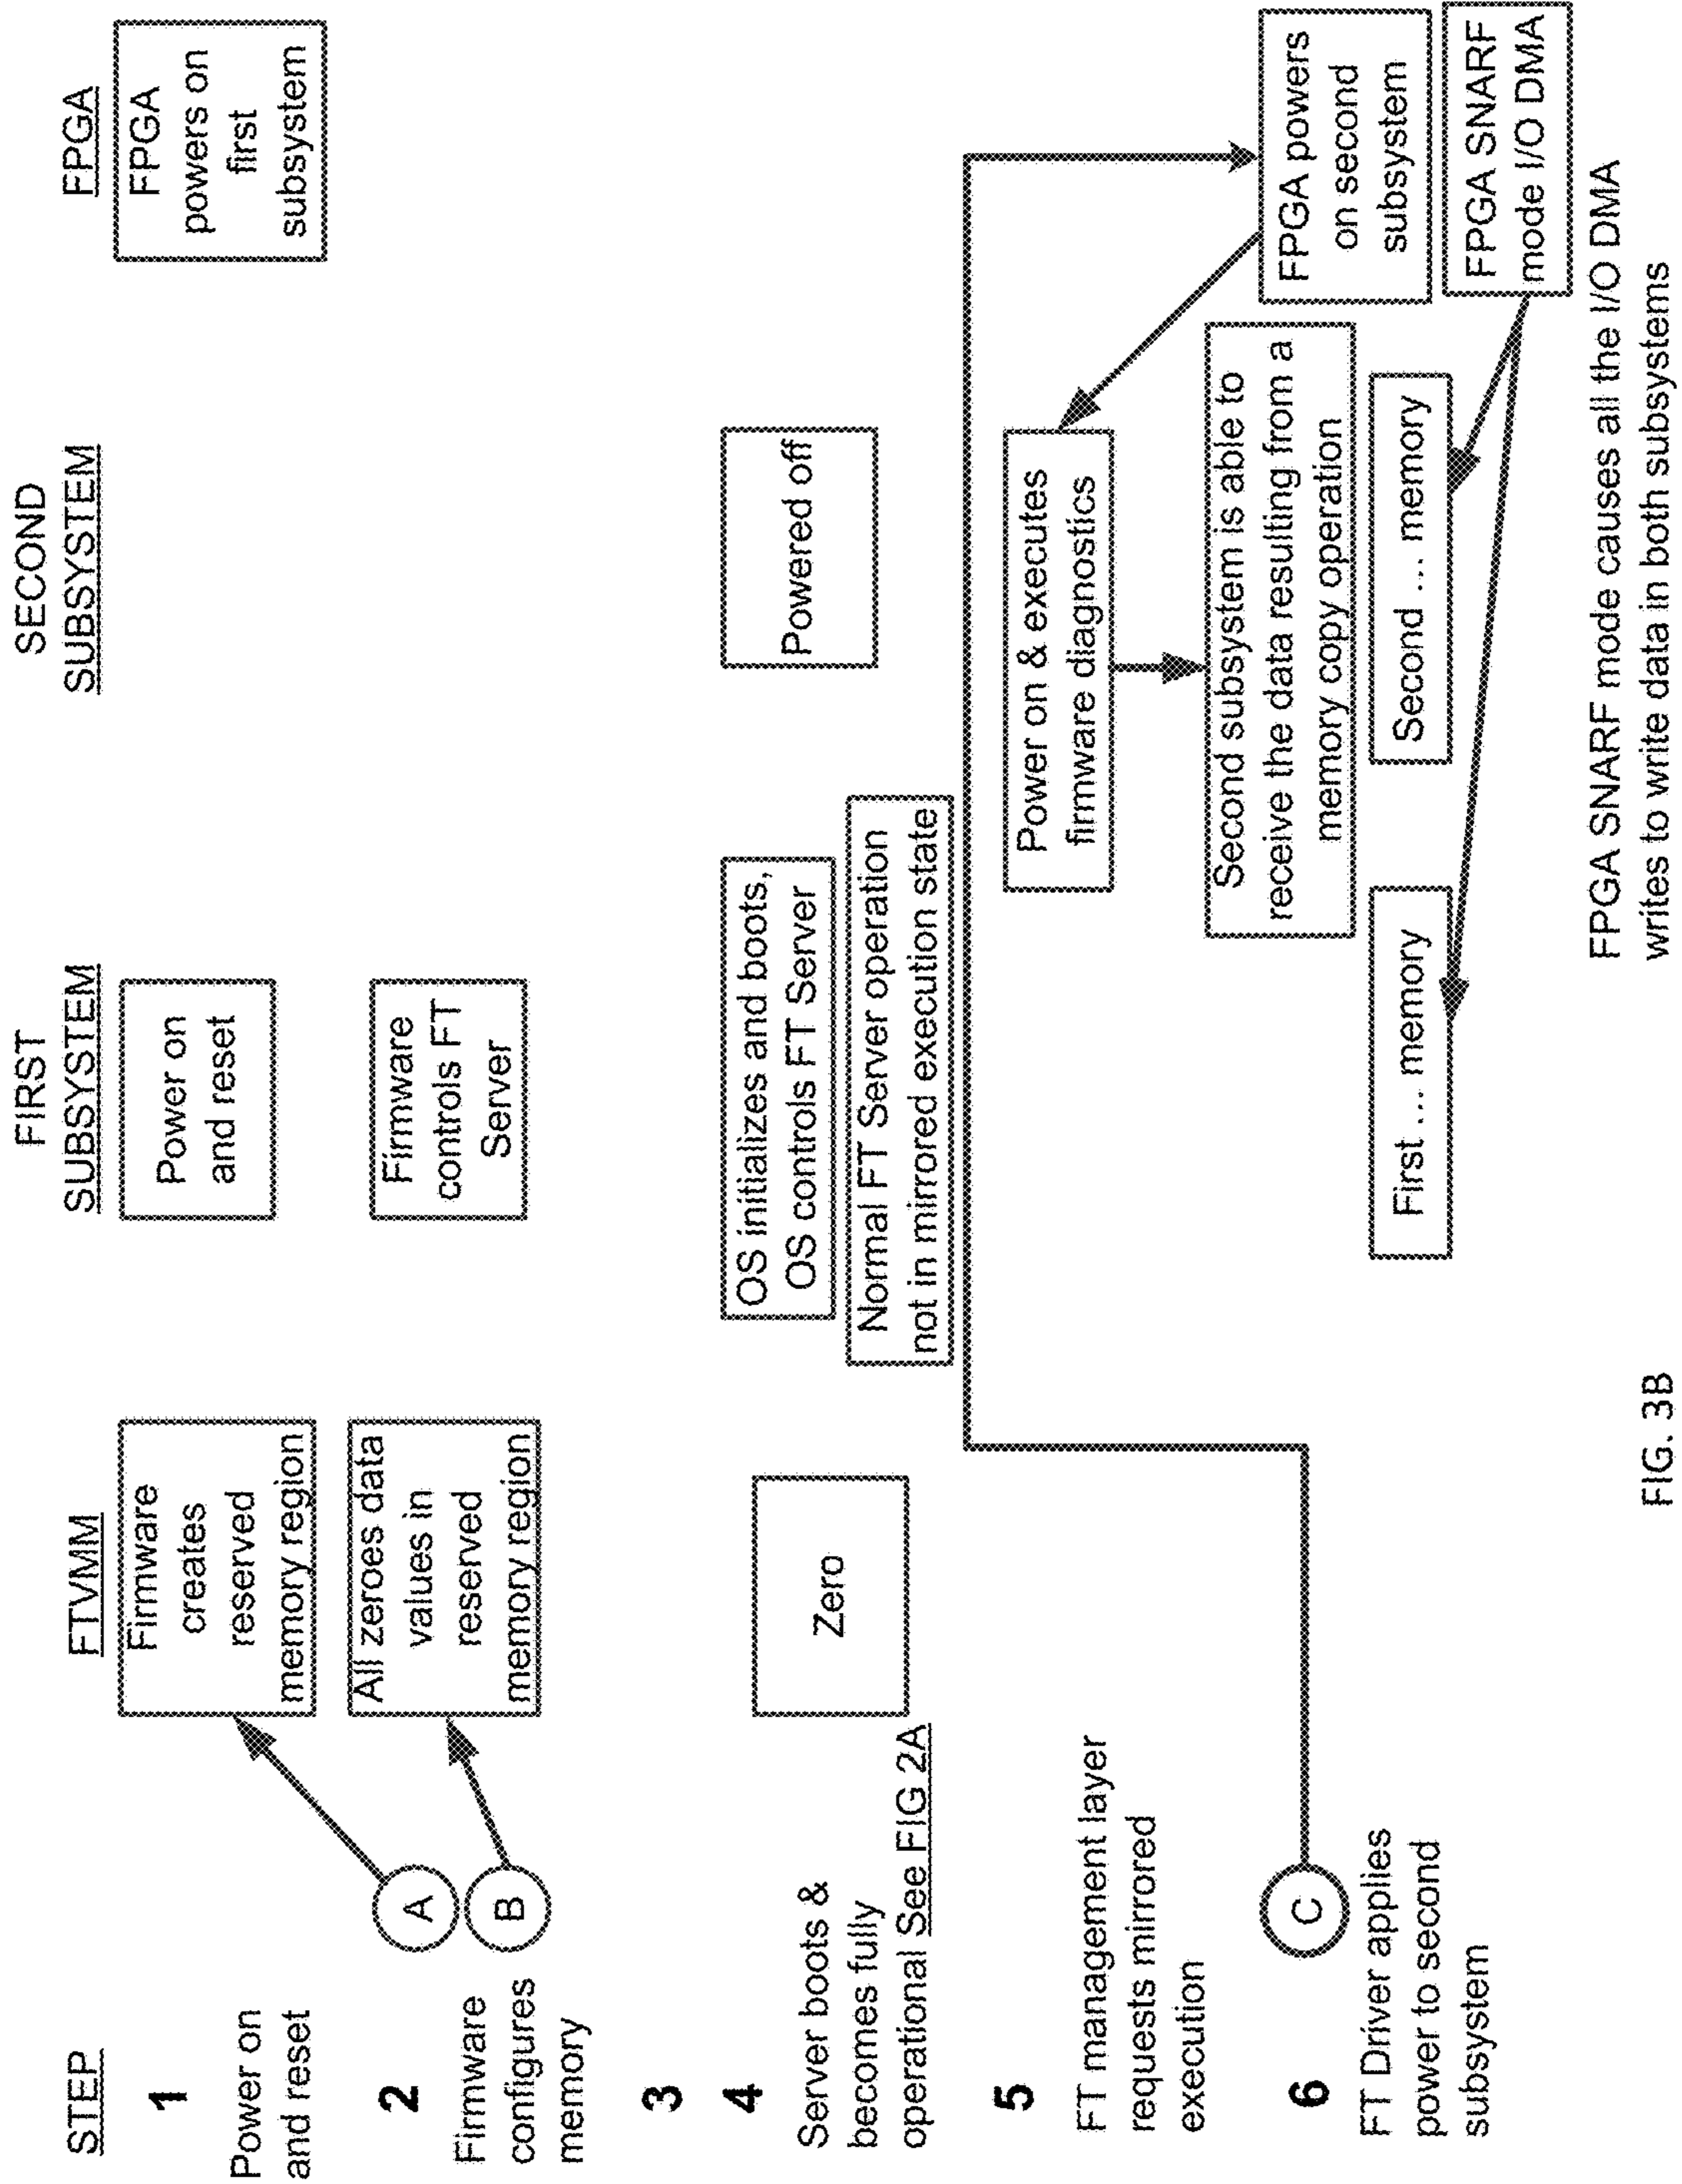 STEP
FTVMM
FIRST
SUBSYSTEM
SECOND
SUBSYSTEM
FPGA
1
Power on
and reset
Firmware
creates
reserved
memory region
Power on
and reset
FPGA
powers on
first
subsystem
2
A
B
Firmware
configures
memory
All zeroes data
values in
reserved
memory region
Firmware
controls FT
Server
3
4
Server boots &
becomes fully
operational See FIG 2A
Zero
OS initializes and boots,
OS controls FT Server
Normal FT Server operation
not in mirrored execution state
Powered off
5
FT management layer
requests mirrored
execution
Power on & executes
firmware diagnostics
6
C
FT Driver applies
power to second
subsystem
Second subsystem is able to
receive the data resulting from a
memory copy operation
FPGA powers
on second
subsystem
First ... memory
Second ... memory
FPGA SNARF
mode I/O DMA
FPGA SNARF mode causes all the I/O DMA
writes to write data in both subsystems
FIG. 3B